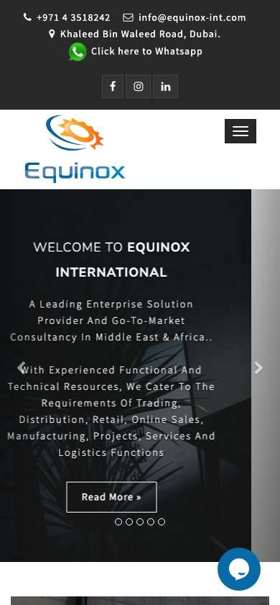 +971 4 3518242 info@equinox-int.com
Khaleed Bin Waleed Road, Dubai.
Click here to Whatsapp
Equinox
WELCOME TO EQUINOX
INTERNATIONAL
A Leading Enterprise Solution
Provider And Go-To-Market
Consultancy In Middle East & Africa..
With Experienced Functional And
Technical Resources, We Cater To The
Requirements Of Trading,
Distribution, Retail, Online Sales,
Manufacturing, Projects, Services And
Logistics Functions
Read More »